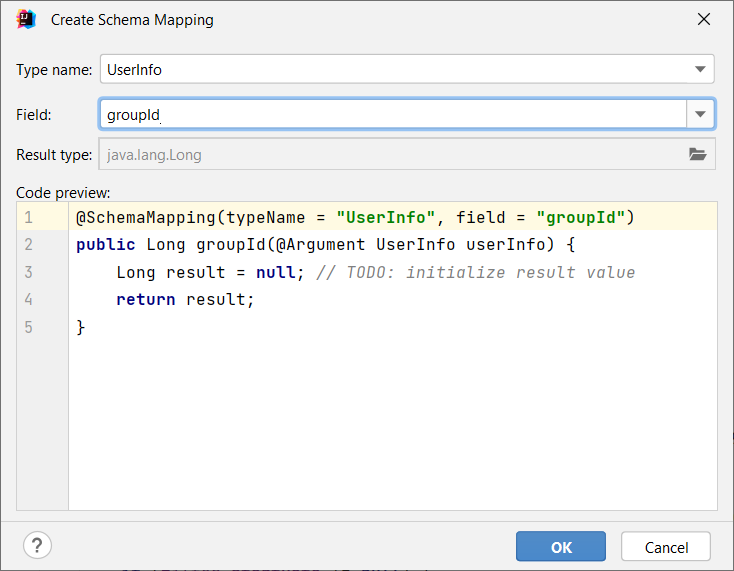 Create Schema Mapping
Type name: UserInfo
Field: groupId
Result type: java.lang.Long
Code preview:
1 @SchemaMapping(typeName = "UserInfo", field = "groupId")
2 public Long groupId(@Argument UserInfo userInfo) {
3 Long result = null; // TODO: initialize result value
4 return result;
5 }
? OK Cancel